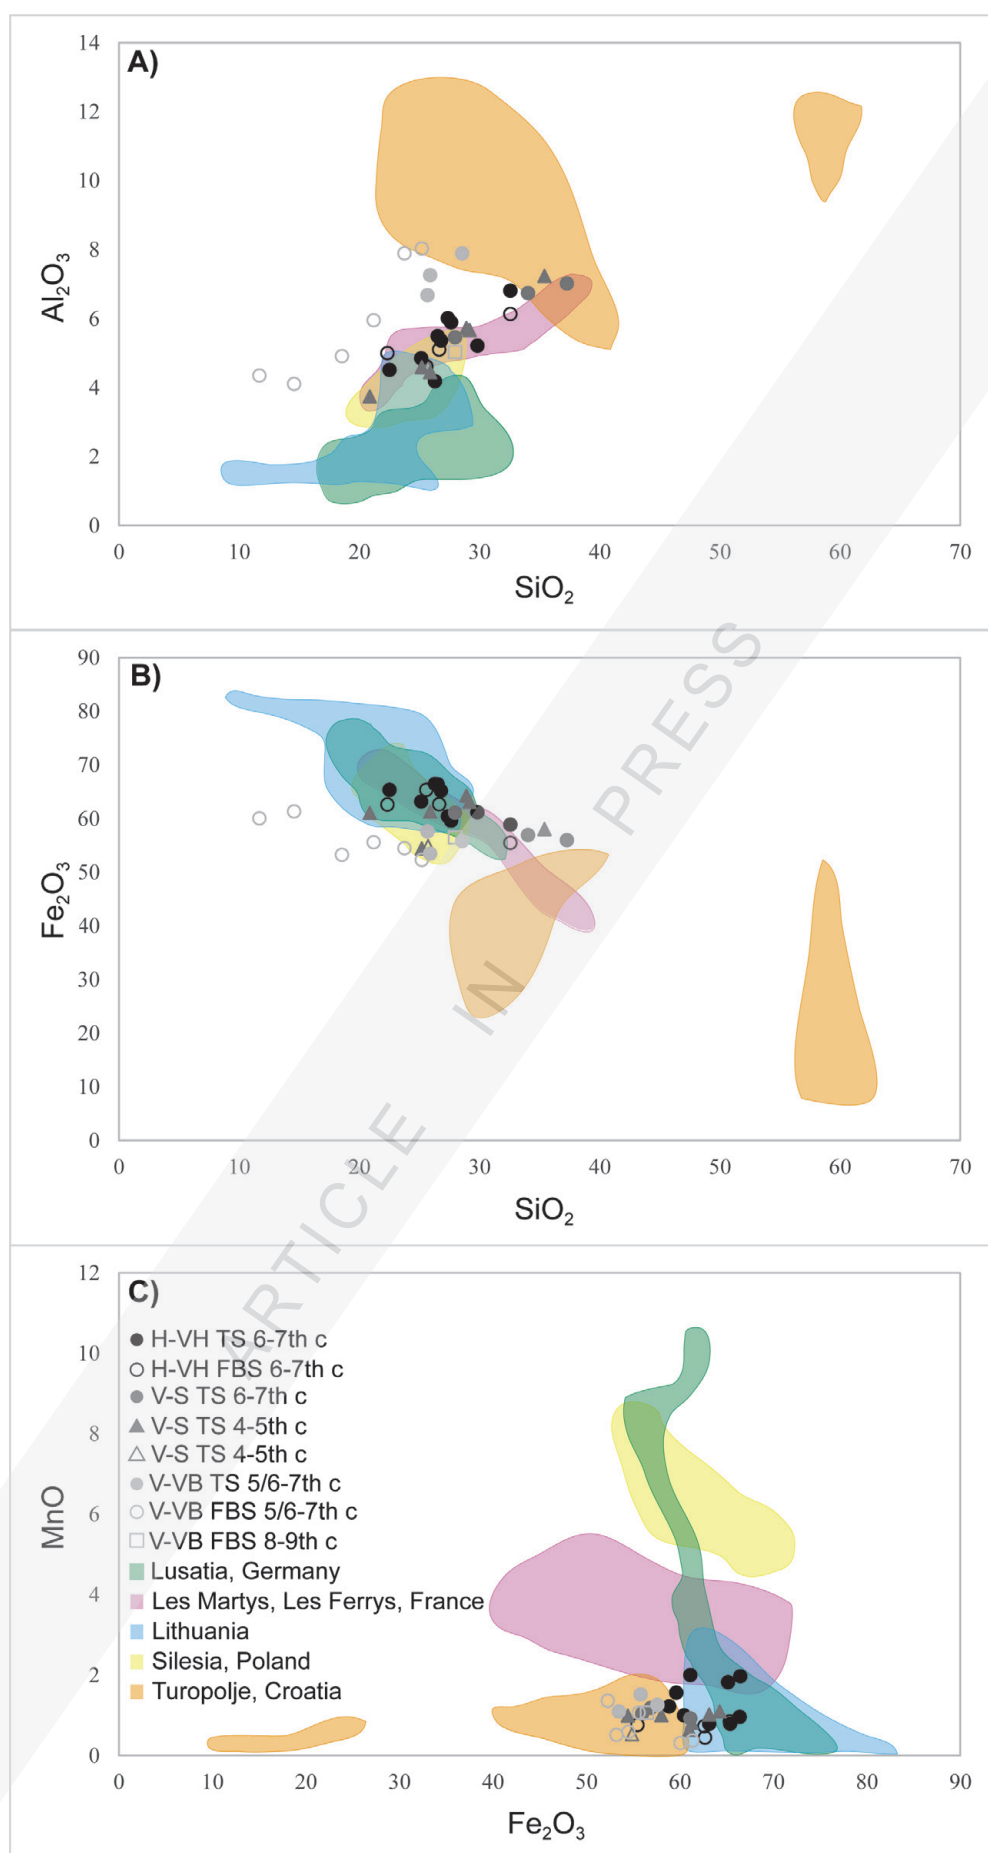 A)
14
12
10
8
6
4
2
0
Al₂O₃
0 10 20 30 40 50 60 70
SiO₂
B)
90
80
70
60
50
40
30
20
10
0
Fe₂O₃
0 10 20 30 40 50 60 70
SiO₂
C)
12
10
8
6
4
2
0
MnO
H-VH TS 6-7th c
H-VH FBS 6-7th c
V-S TS 6-7th c
V-S TS 4-5th c
V-S TS 4-5th c
V-VB TS 5/6-7th c
V-VB FBS 5/6-7th c
V-VB FBS 8-9th c
Lusatia, Germany
Les Martys, Les Ferrys, France
Lithuania
Silesia, Poland
Turopolje, Croatia
0 10 20 30 40 50 60 70 80 90
Fe₂O₃
ARTICLE IN PRESS